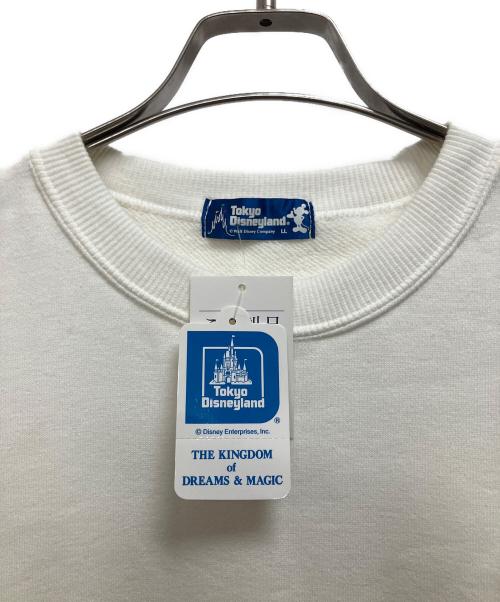 Tokyo
Disneyland®
© Walt Disney Company LL
Tokyo
Disneyland
®
© Disney Enterprises, Inc.
THE KINGDOM
of
DREAMS & MAGIC